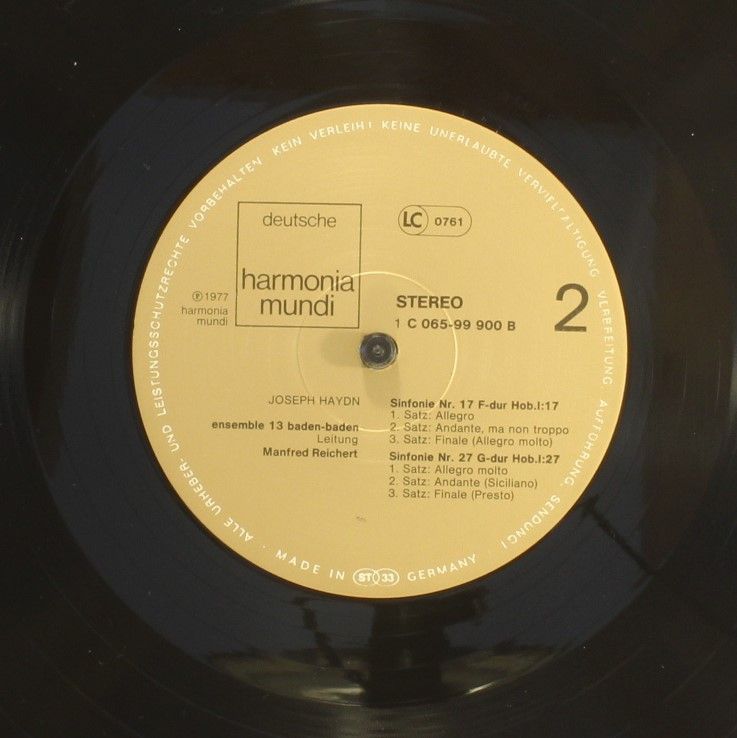 ALLE URHEBER- UND LEISTUNGSSCHUTZRECHTE VORBEHALTEN KEIN VERLEIH! KEINE UNERLAUBTE VERVIELFÄLTIGUNG VERBREITUNG, AUFFÜHRUNG, SENDUNG!
deutsche
harmonia
mundi
LC 0761
℗ 1977
harmonia
mundi
STEREO
1 C 065-99 900 B
2
JOSEPH HAYDN
ensemble 13 baden-baden
Leitung
Manfred Reichert
Sinfonie Nr. 17 F-dur Hob.I:17
1. Satz: Allegro
2. Satz: Andante, ma non troppo
3. Satz: Finale (Allegro molto)
Sinfonie Nr. 27 G-dur Hob.I:27
1. Satz: Allegro molto
2. Satz: Andante (Siciliano)
3. Satz: Finale (Presto)
· MADE IN ST 33 GERMANY ·